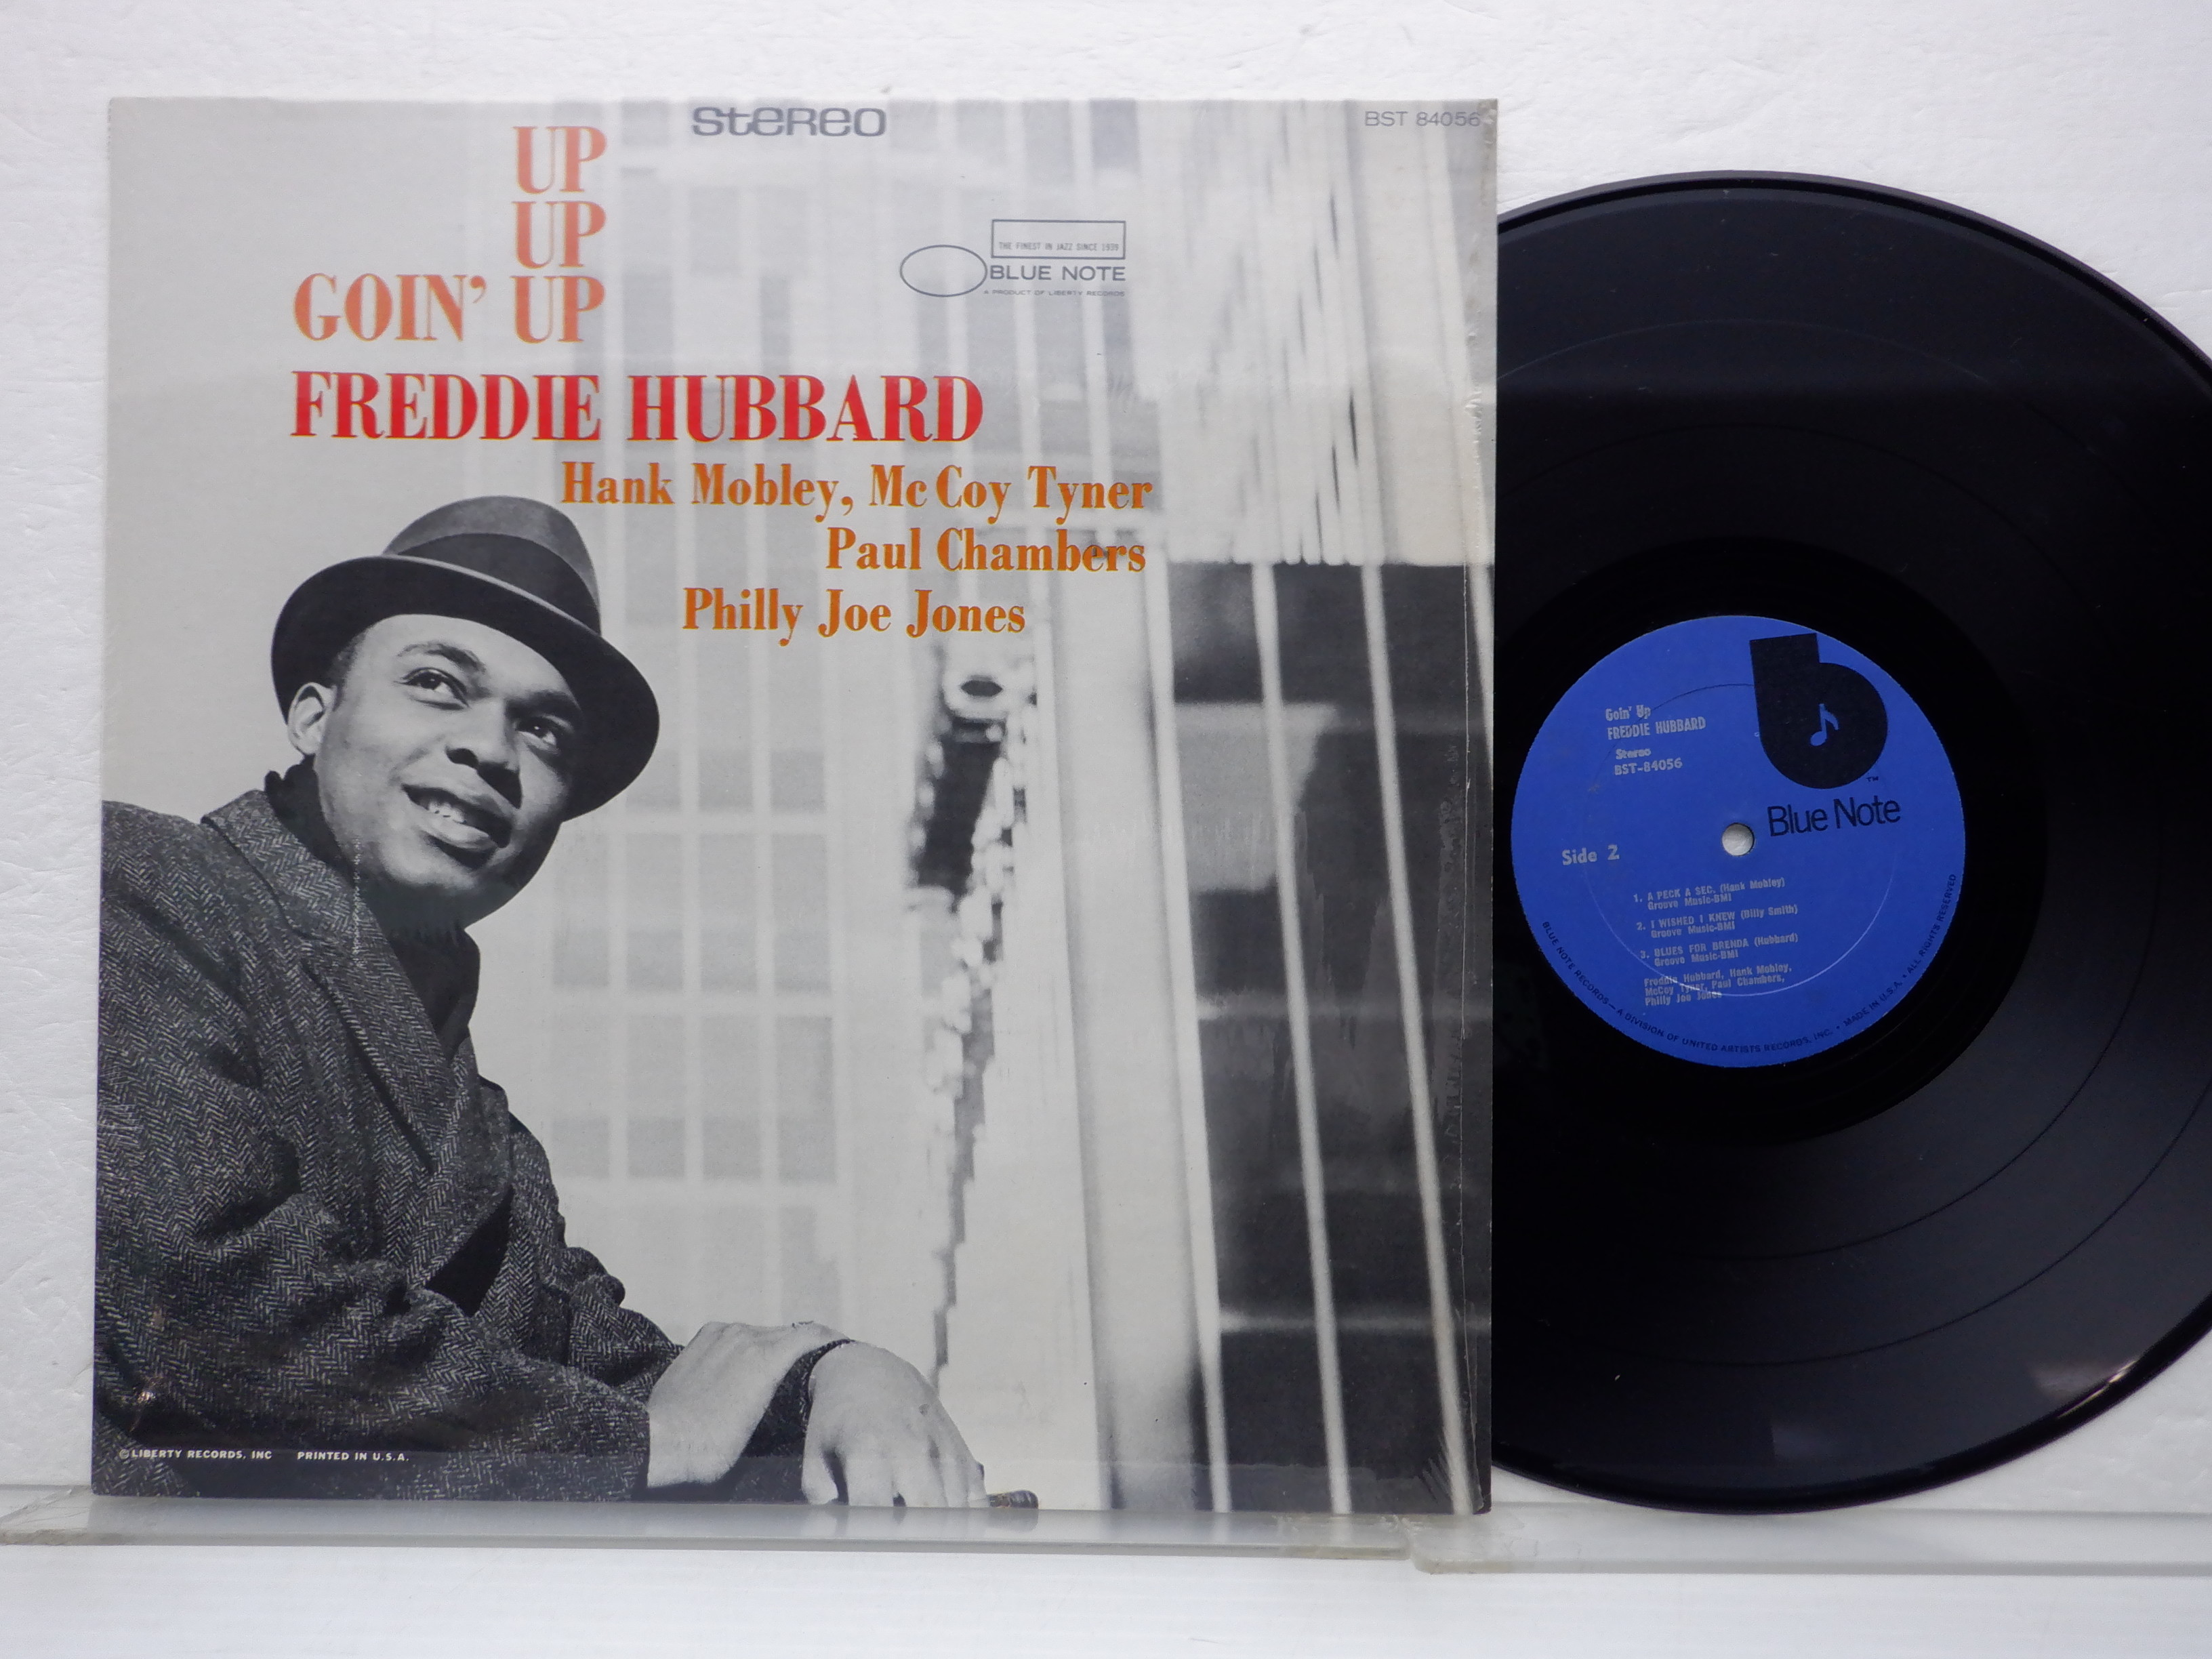 stereo
BST 84056
UP
UP
GOIN' UP
THE FINEST IN JAZZ SINCE 1939
BLUE NOTE
A PRODUCT OF LIBERTY RECORDS
FREDDIE HUBBARD
Hank Mobley, McCoy Tyner
Paul Chambers
Philly Joe Jones
© LIBERTY RECORDS, INC PRINTED IN U.S.A.
Goin' Up
FREDDIE HUBBARD
Stereo
BST-84056
b
TM
Blue Note
Side 2
1. A PECK A SEC. (Hank Mobley)
Groove Music-BMI
2. I WISHED I KNEW (Billy Smith)
Groove Music-BMI
3. BLUES FOR BRENDA (Hubbard)
Groove Music-BMI
Freddie Hubbard, Hank Mobley,
McCoy Tyner, Paul Chambers,
Philly Joe Jones
BLUE NOTE RECORDS—A DIVISION OF UNITED ARTISTS RECORDS, INC. • MADE IN U.S.A. • ALL RIGHTS RESERVED